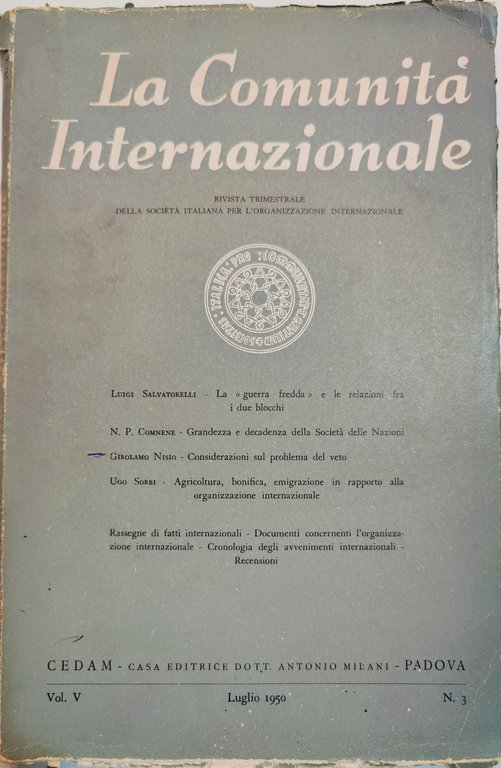 La Comunità
Internazionale
RIVISTA TRIMESTRALE
DELLA SOCIETÀ ITALIANA PER L'ORGANIZZAZIONE INTERNAZIONALE
Luigi Salvatorelli - La « guerra fredda » e le relazioni fra
i due blocchi
N. P. Comnene - Grandezza e decadenza della Società delle Nazioni
Girolamo Nisio - Considerazioni sul problema del veto
Ugo Sorbi - Agricoltura, bonifica, emigrazione in rapporto alla
organizzazione internazionale
Rassegne di fatti internazionali - Documenti concernenti l'organizza-
zione internazionale - Cronologia degli avvenimenti internazionali -
Recensioni
CEDAM - CASA EDITRICE DOTT. ANTONIO MILANI - PADOVA
Vol. V Luglio 1950 N. 3